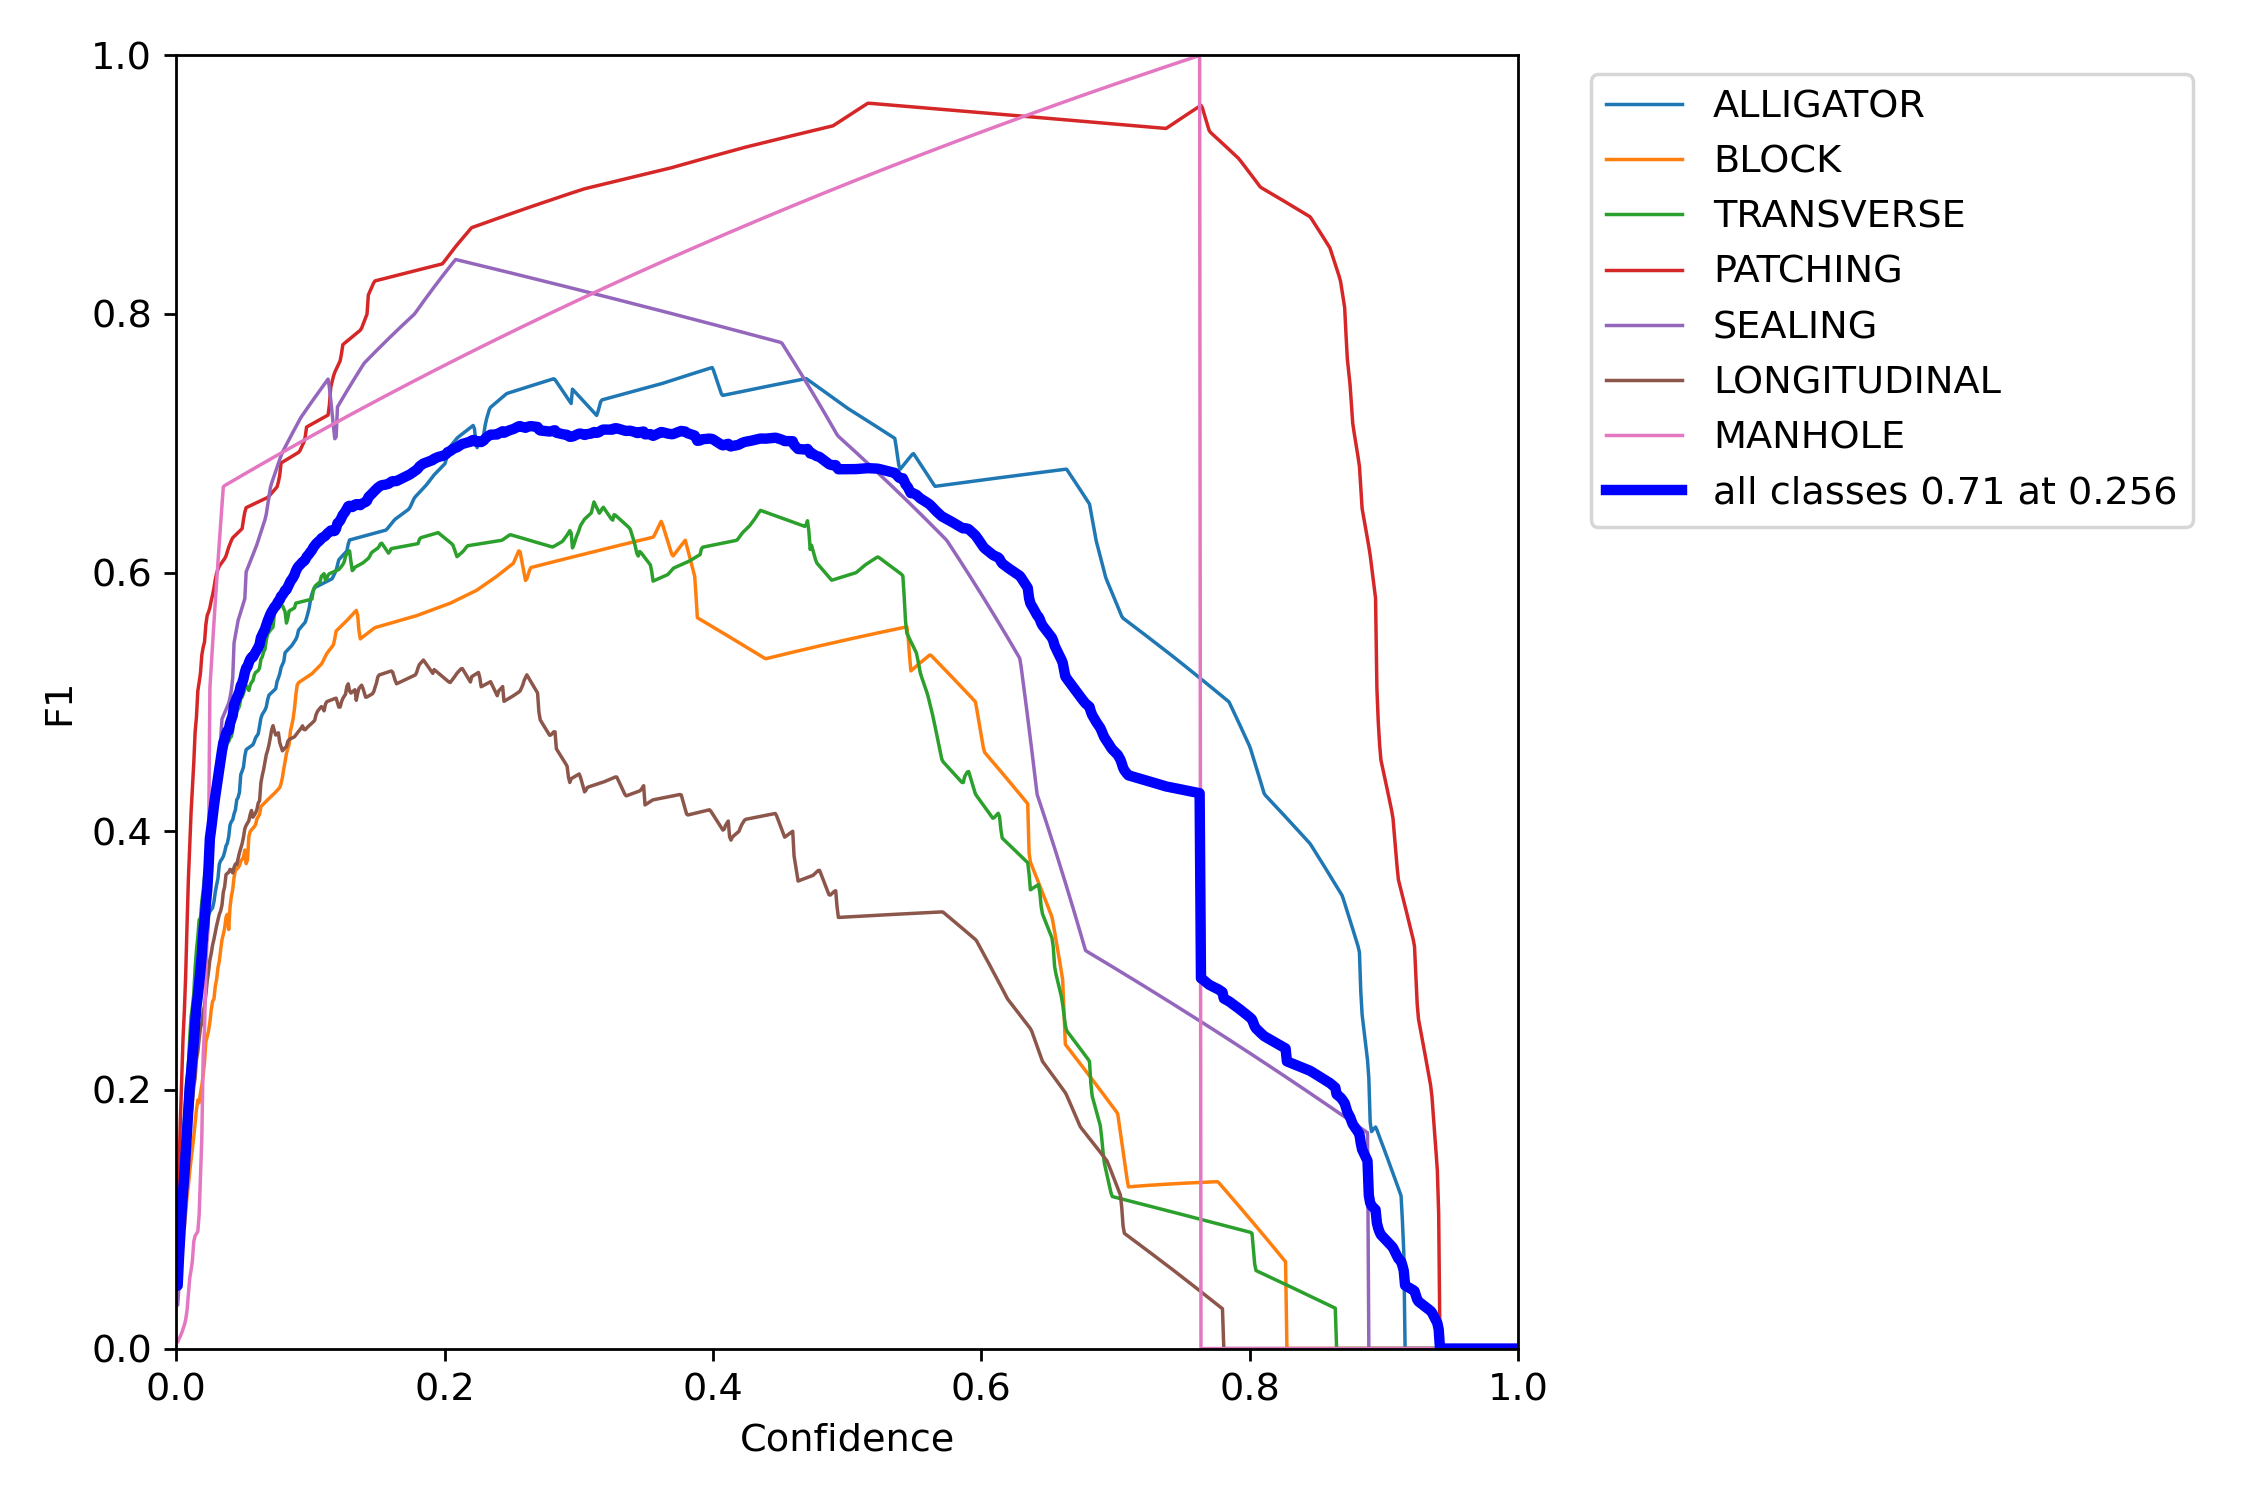 1.0
0.8
0.6
0.4
0.2
0.0
F1
0.0 0.2 0.4 0.6 0.8 1.0
Confidence
ALLIGATOR
BLOCK
TRANSVERSE
PATCHING
SEALING
LONGITUDINAL
MANHOLE
all classes 0.71 at 0.256